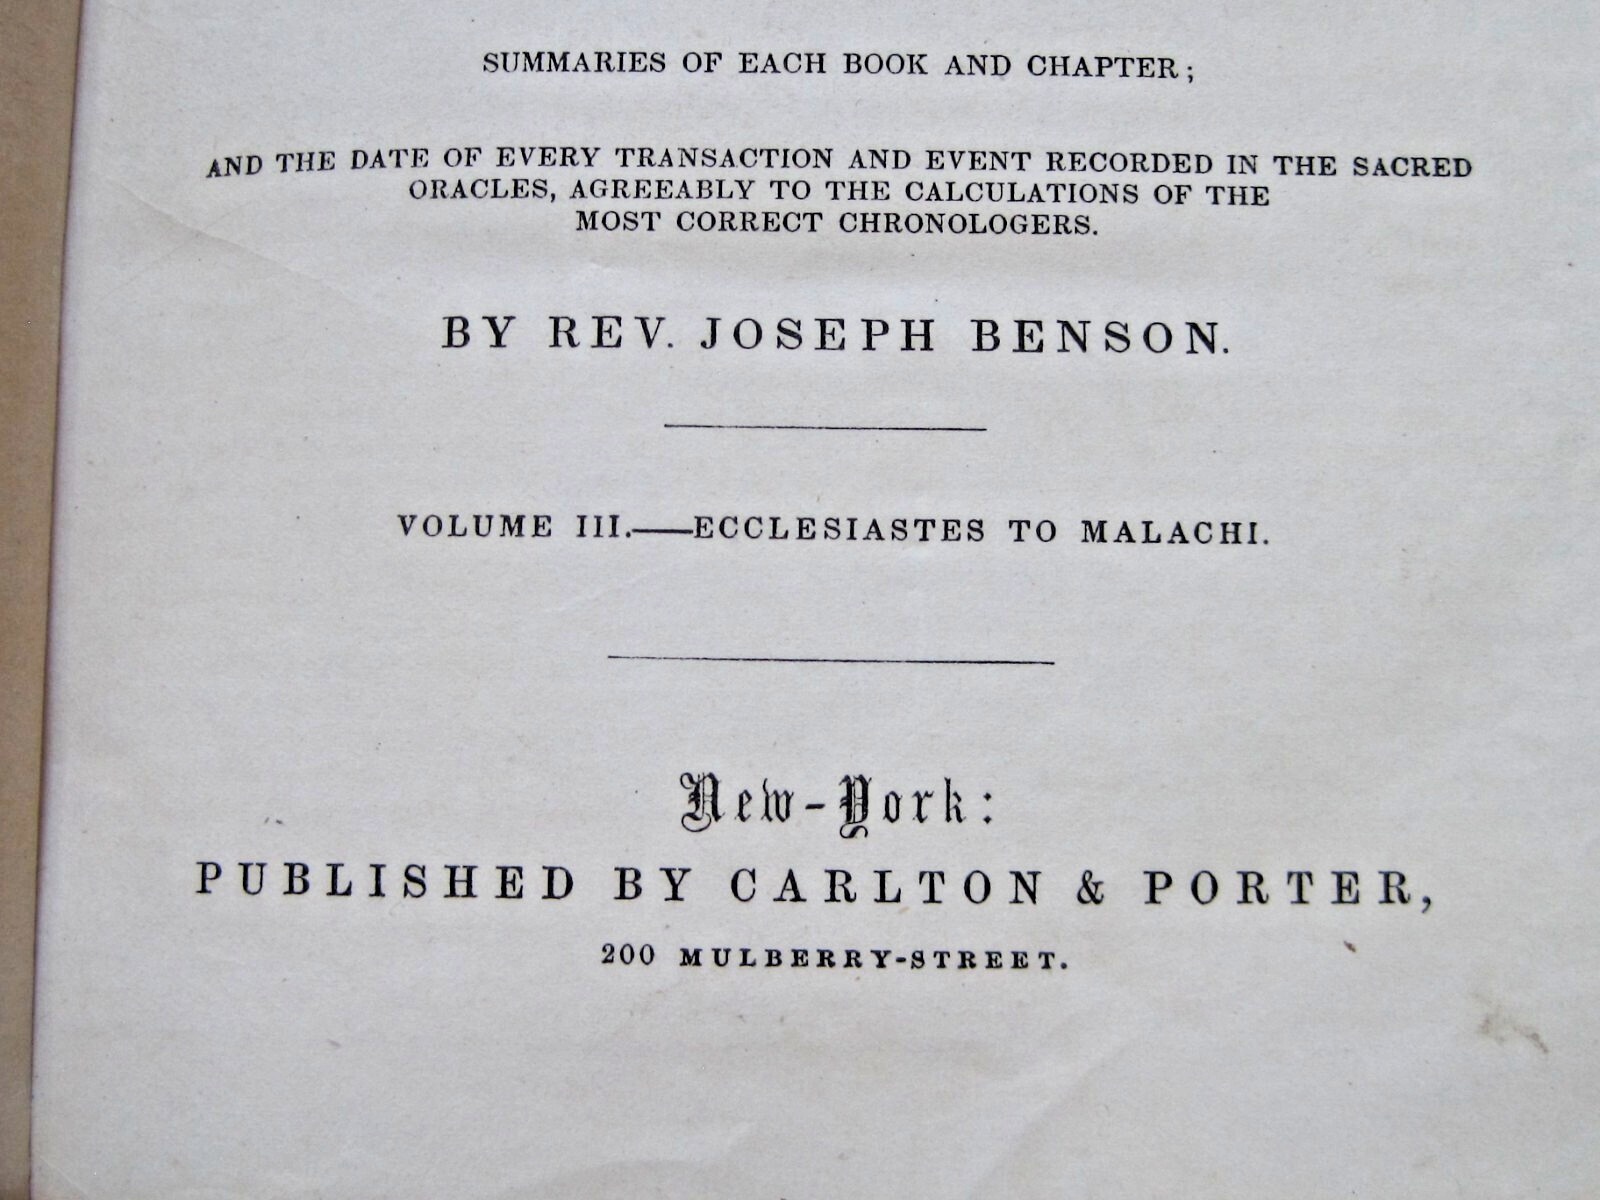 SUMMARIES OF EACH BOOK AND CHAPTER;
AND THE DATE OF EVERY TRANSACTION AND EVENT RECORDED IN THE SACRED
ORACLES, AGREEABLY TO THE CALCULATIONS OF THE
MOST CORRECT CHRONOLOGERS.
BY REV. JOSEPH BENSON.
VOLUME III.—ECCLESIASTES TO MALACHI.
New-York:
PUBLISHED BY CARLTON & PORTER,
200 MULBERRY-STREET.